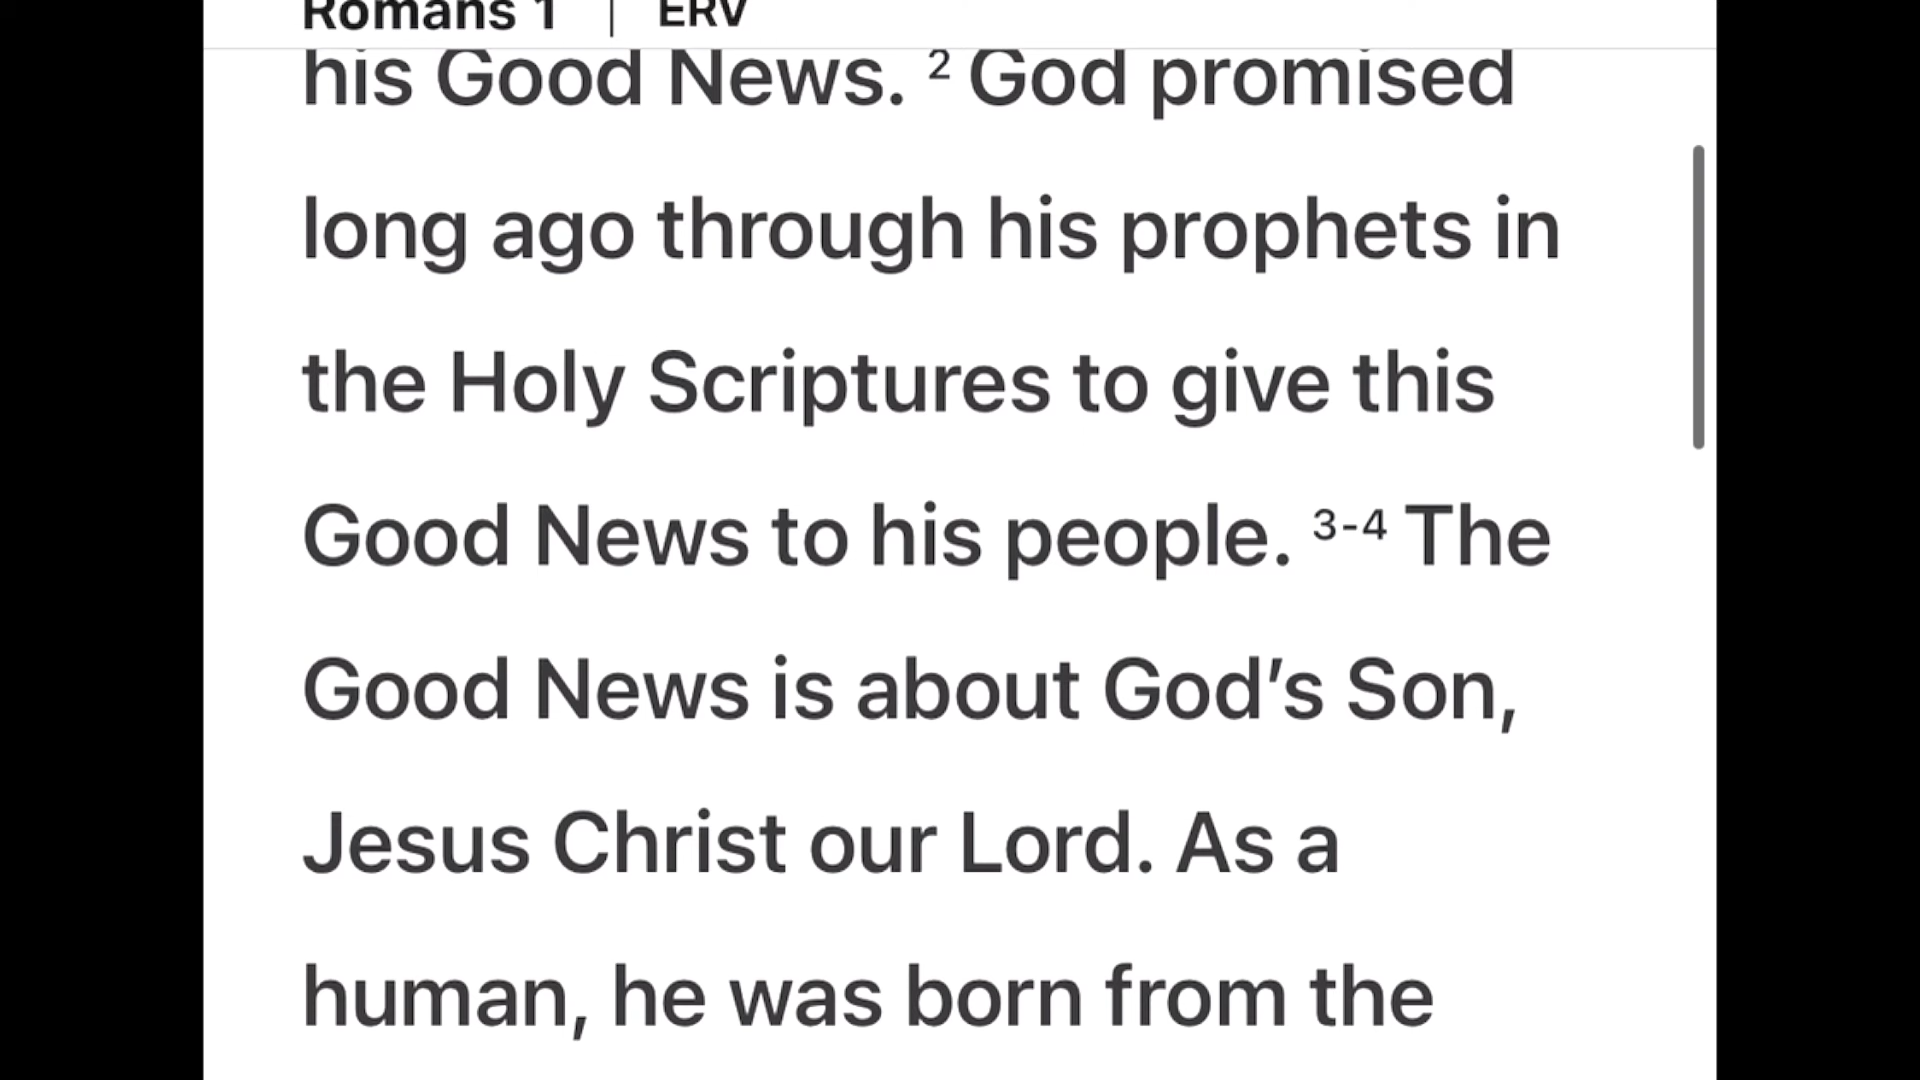 Romans 1 | ERV
his Good News. 2 God promised
long ago through his prophets in
the Holy Scriptures to give this
Good News to his people. 3-4 The
Good News is about God’s Son,
Jesus Christ our Lord. As a
human, he was born from the